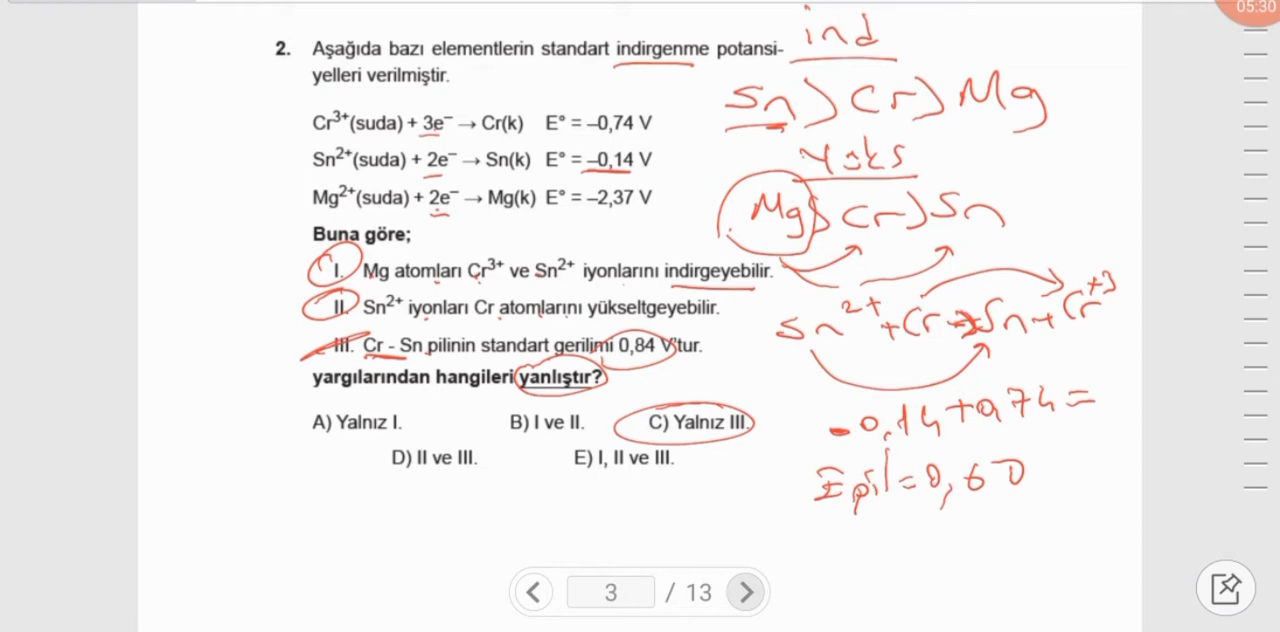 05:30
2. Aşağıda bazı elementlerin standart indirgenme potansi-
yelleri verilmiştir.
Cr³⁺(suda) + 3e⁻ → Cr(k) E° = –0,74 V
Sn²⁺(suda) + 2e⁻ → Sn(k) E° = –0,14 V
Mg²⁺(suda) + 2e⁻ → Mg(k) E° = –2,37 V
Buna göre;
I. Mg atomları Cr³⁺ ve Sn²⁺ iyonlarını indirgeyebilir.
II. Sn²⁺ iyonları Cr atomlarını yükseltgeyebilir.
III. Cr - Sn pilinin standart gerilimi 0,84 V'tur.
yargılarından hangileri yanlıştır?
A) Yalnız I. B) I ve II. C) Yalnız III.
D) II ve III. E) I, II ve III.
ind
Sn > Cr > Mg
Yüks
Mg > Cr > Sn
Sn²⁺ + Cr → Sn + Cr⁺³
-0,14 + 0,74 =
Epil = 0,60
3 / 13